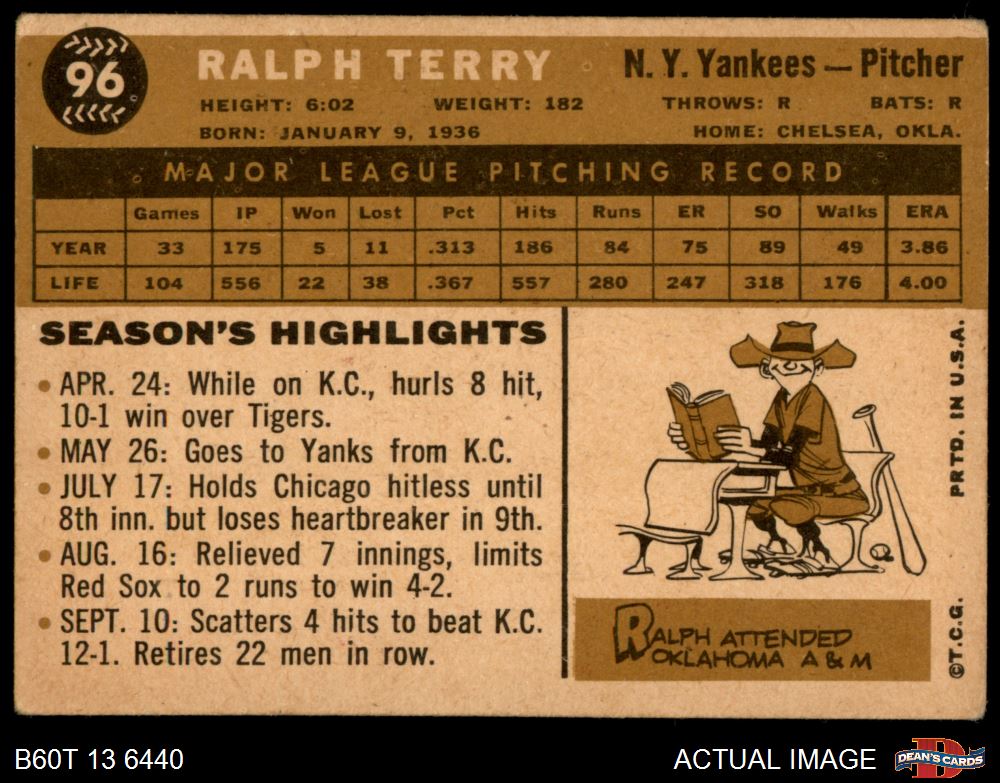 96
RALPH TERRY
N. Y. Yankees — Pitcher
HEIGHT: 6:02 WEIGHT: 182 THROWS: R BATS: R
BORN: JANUARY 9, 1936 HOME: CHELSEA, OKLA.
MAJOR LEAGUE PITCHING RECORD
Games IP Won Lost Pct Hits Runs ER SO Walks ERA
YEAR 33 175 5 11 .313 186 84 75 89 49 3.86
LIFE 104 556 22 38 .367 557 280 247 318 176 4.00
SEASON'S HIGHLIGHTS
• APR. 24: While on K.C., hurls 8 hit,
10-1 win over Tigers.
• MAY 26: Goes to Yanks from K.C.
• JULY 17: Holds Chicago hitless until
8th inn. but loses heartbreaker in 9th.
• AUG. 16: Relieved 7 innings, limits
Red Sox to 2 runs to win 4-2.
• SEPT. 10: Scatters 4 hits to beat K.C.
12-1. Retires 22 men in row.
RALPH ATTENDED
OKLAHOMA A & M
PRTD. IN U.S.A.
©T.C.G.
B60T 13 6440
ACTUAL IMAGE
D
DEAN'S CARDS